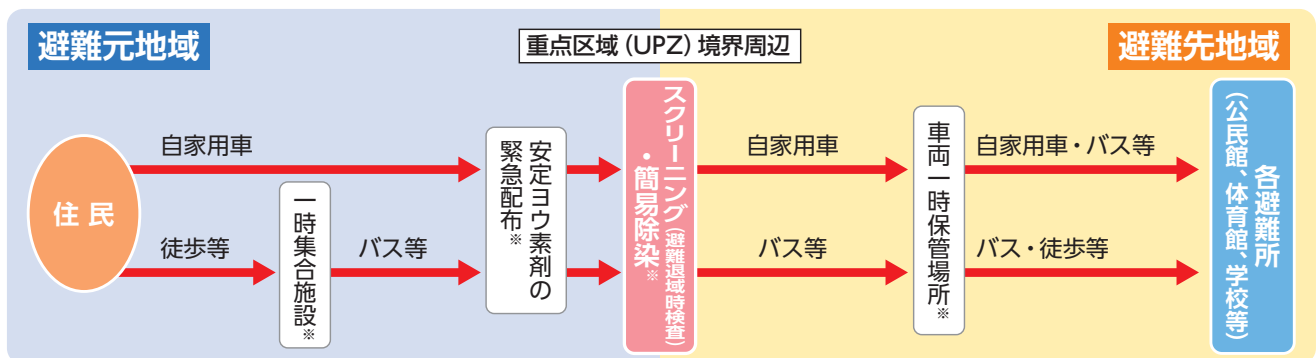 避難元地域
重点区域（UPZ）境界周辺
避難先地域
住民
自家用車
徒歩等
一時集合施設※
バス等
安定ヨウ素剤の
緊急配布※
スクリーニング（避難退域時検査）
・簡易除染※
自家用車
バス等
車両一時保管場所※
自家用車・バス等
バス・徒歩等
各避難所
（公民館、体育館、学校等）